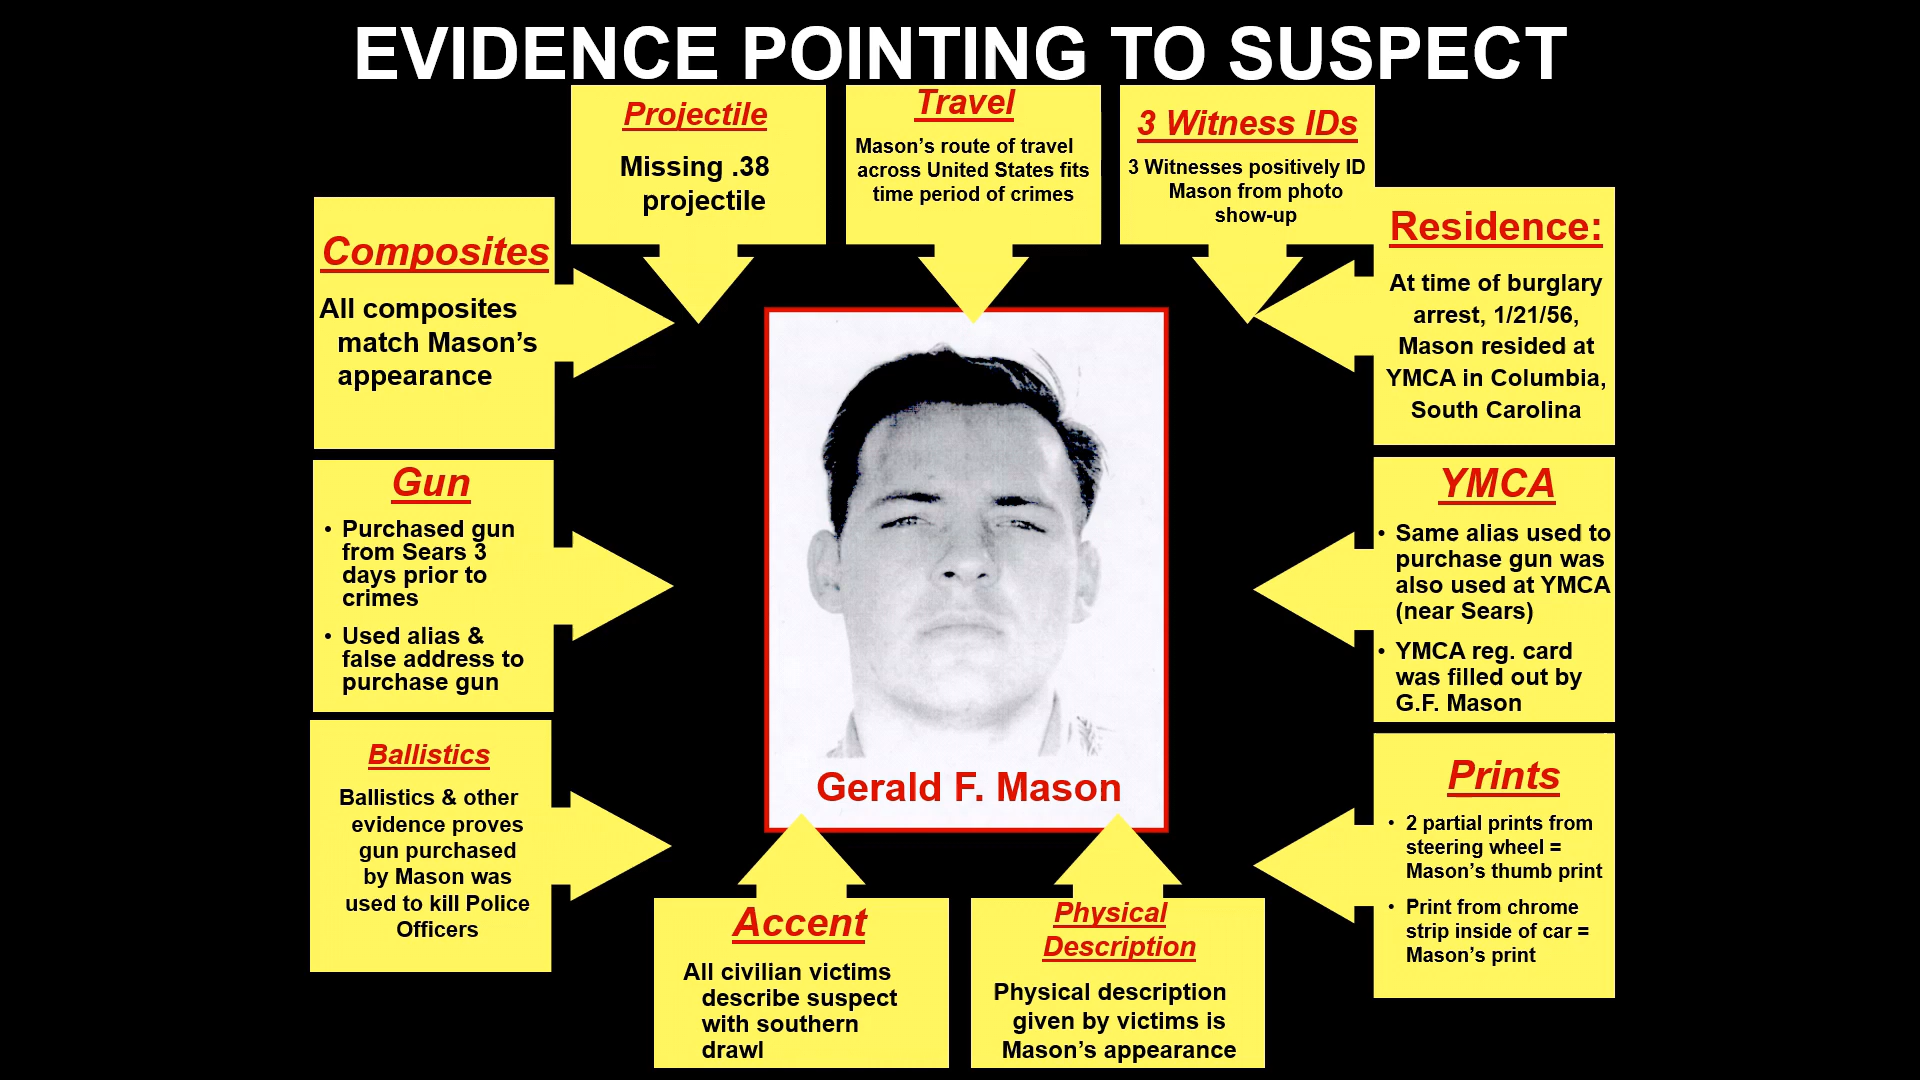 EVIDENCE POINTING TO SUSPECT
Projectile
Missing .38
projectile
Travel
Mason’s route of travel
across United States fits
time period of crimes
3 Witness IDs
3 Witnesses positively ID
Mason from photo
show-up
Composites
All composites
match Mason’s
appearance
Residence:
At time of burglary
arrest, 1/21/56,
Mason resided at
YMCA in Columbia,
South Carolina
Gun
• Purchased gun
from Sears 3
days prior to
crimes
• Used alias &
false address to
purchase gun
YMCA
• Same alias used to
purchase gun was
also used at YMCA
(near Sears)
• YMCA reg. card
was filled out by
G.F. Mason
Ballistics
Ballistics & other
evidence proves
gun purchased
by Mason was
used to kill Police
Officers
Gerald F. Mason
Prints
• 2 partial prints from
steering wheel =
Mason’s thumb print
• Print from chrome
strip inside of car =
Mason’s print
Accent
All civilian victims
describe suspect
with southern
drawl
Physical
Description
Physical description
given by victims is
Mason’s appearance